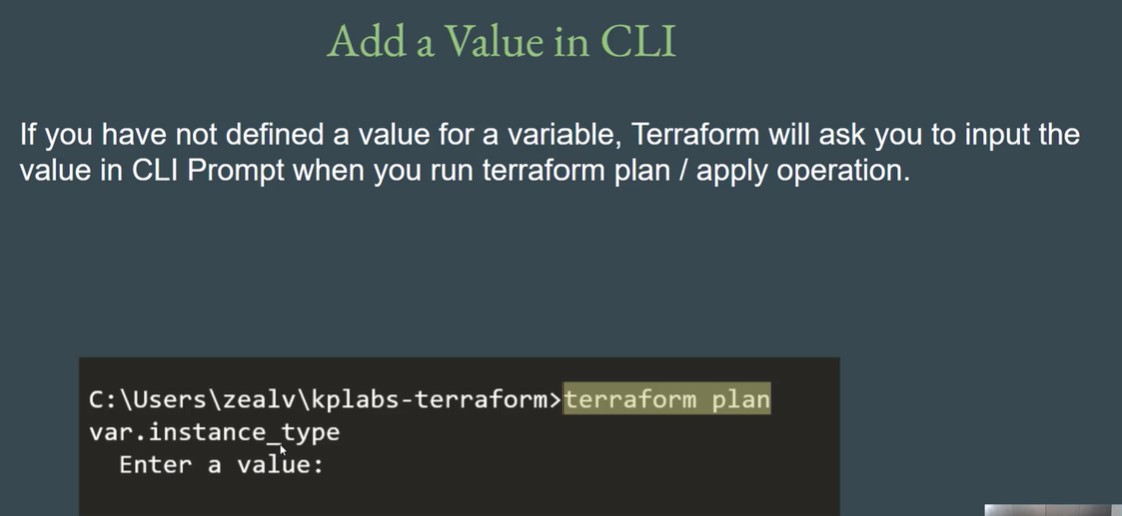 Add a Value in CLI
If you have not defined a value for a variable, Terraform will ask you to input the
value in CLI Prompt when you run terraform plan / apply operation.
C:\Users\zealv\kplabs-terraform>terraform plan
var.instance_type
Enter a value: